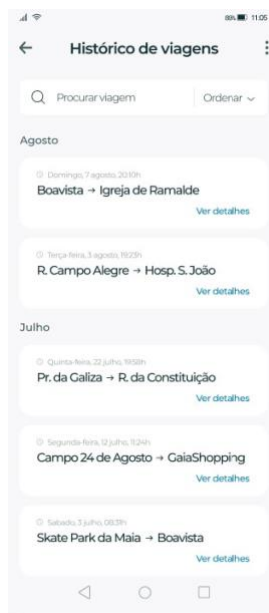 88% 11:05
Histórico de viagens
Procurar viagem Ordenar
Agosto
Domingo, 7 agosto, 20:10h
Boavista → Igreja de Ramalde
Ver detalhes
Terça-feira, 3 agosto, 19:23h
R. Campo Alegre → Hosp. S. João
Ver detalhes
Julho
Quinta-feira, 22 julho, 19:58h
Pr. da Galiza → R. da Constituição
Ver detalhes
Segunda-feira, 12 julho, 11:24h
Campo 24 de Agosto → GaiaShopping
Ver detalhes
Sabado, 3 julho, 08:31h
Skate Park da Maia → Boavista
Ver detalhes